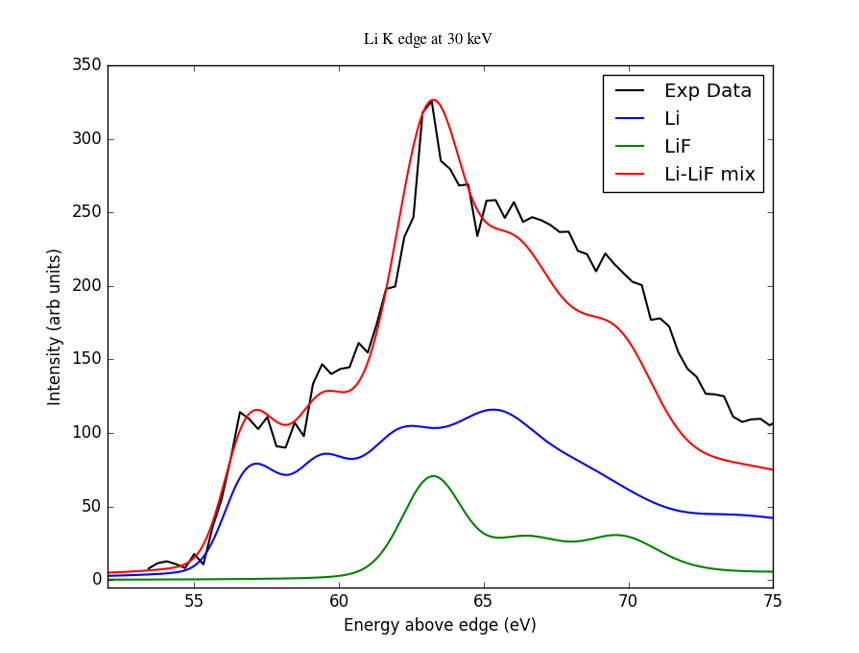 Li K edge at 30 keV
350
300
250
200
150
100
50
0
Intensity (arb units)
Exp Data
Li
LiF
Li-LiF mix
55
60
65
70
75
Energy above edge (eV)